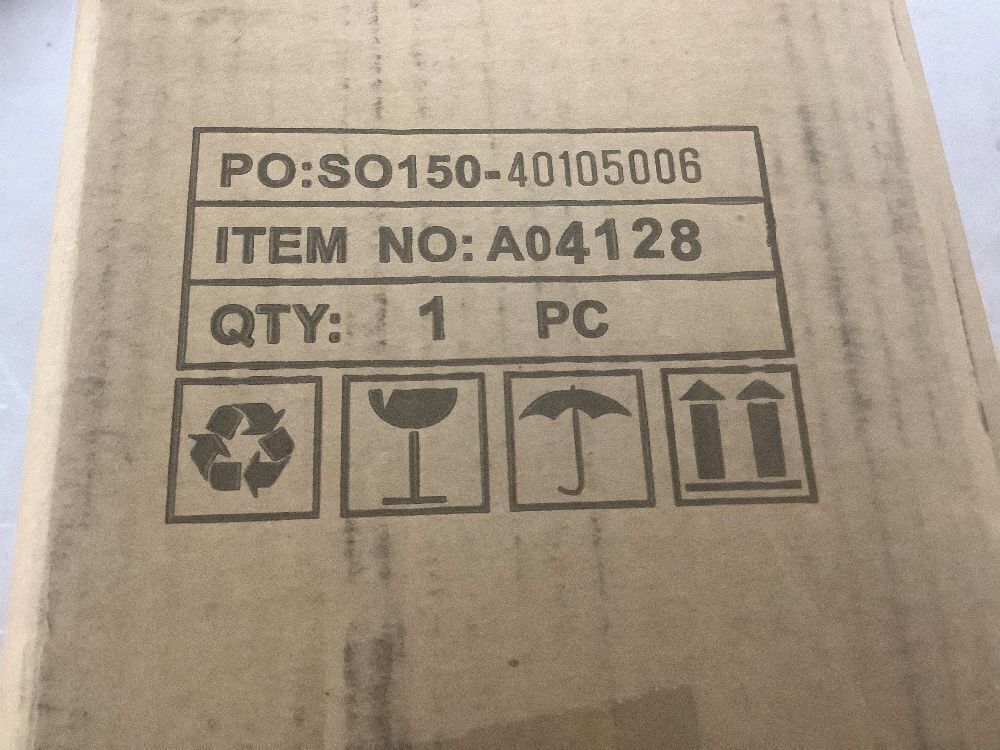 PO:SO150-40105006
ITEM NO: A04128
QTY: 1 PC